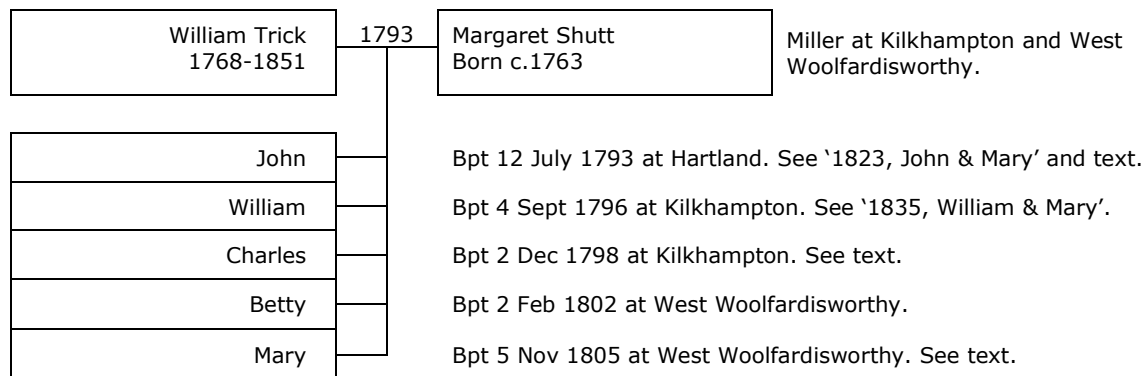 William Trick
1768-1851
1793
Margaret Shutt
Born c.1763
Miller at Kilkhampton and West
Woolfardisworthy.
John
Bpt 12 July 1793 at Hartland. See ‘1823, John & Mary’ and text.
William
Bpt 4 Sept 1796 at Kilkhampton. See ‘1835, William & Mary’.
Charles
Bpt 2 Dec 1798 at Kilkhampton. See text.
Betty
Bpt 2 Feb 1802 at West Woolfardisworthy.
Mary
Bpt 5 Nov 1805 at West Woolfardisworthy. See text.